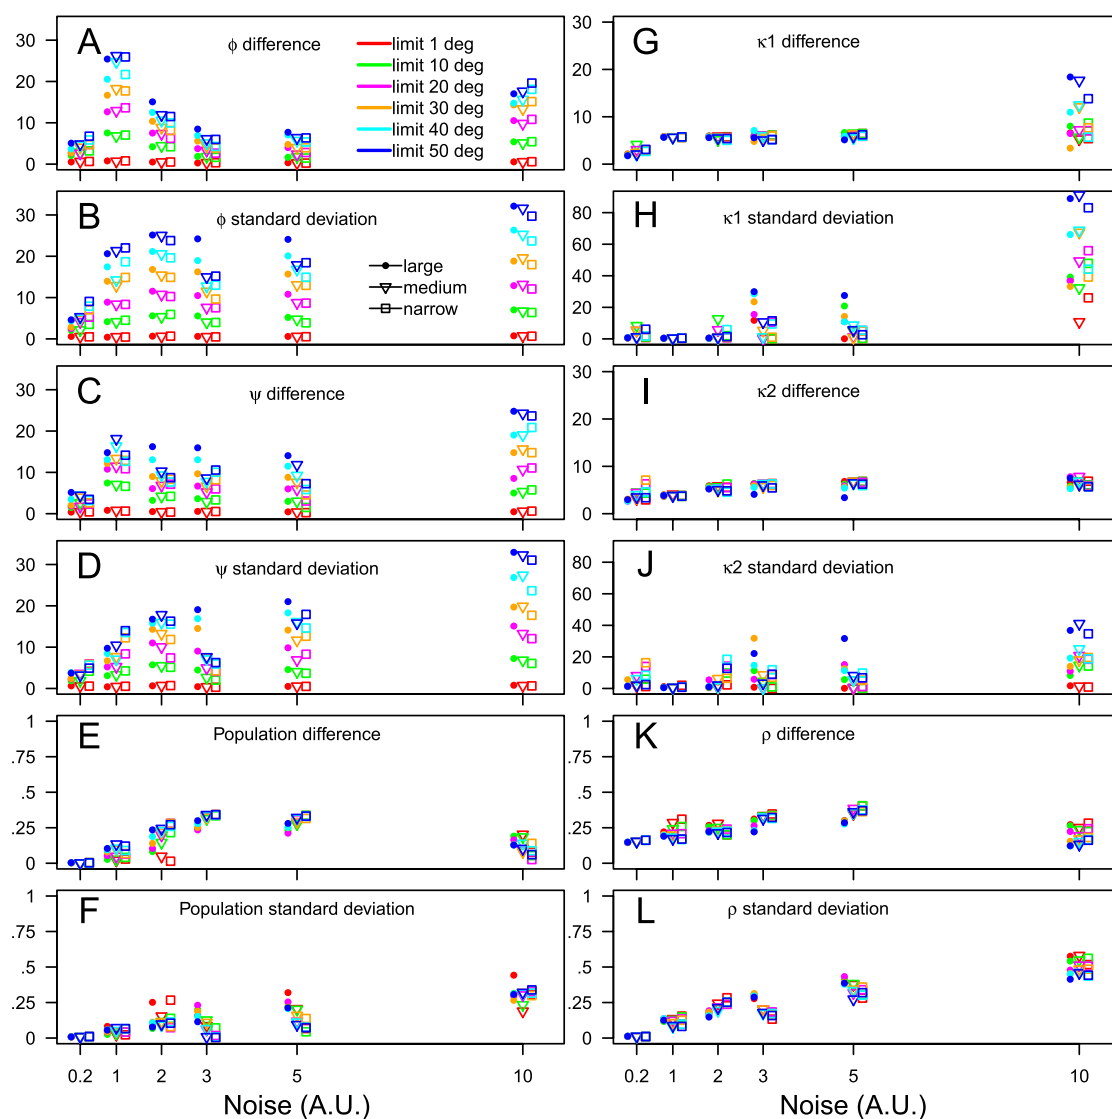 A
ϕ difference
limit 1 deg
limit 10 deg
limit 20 deg
limit 30 deg
limit 40 deg
limit 50 deg
30
20
10
0
B
ϕ standard deviation
large
medium
narrow
30
20
10
0
C
ψ difference
30
20
10
0
D
ψ standard deviation
30
20
10
0
E
Population difference
1
.75
.5
.25
0
F
Population standard deviation
1
.75
.5
.25
0
0.2 1 2 3 5 10
Noise (A.U.)
G
κ1 difference
30
20
10
0
H
κ1 standard deviation
80
60
40
20
0
I
κ2 difference
30
20
10
0
J
κ2 standard deviation
80
60
40
20
0
K
ρ difference
1
.75
.5
.25
0
L
ρ standard deviation
1
.75
.5
.25
0
0.2 1 2 3 5 10
Noise (A.U.)